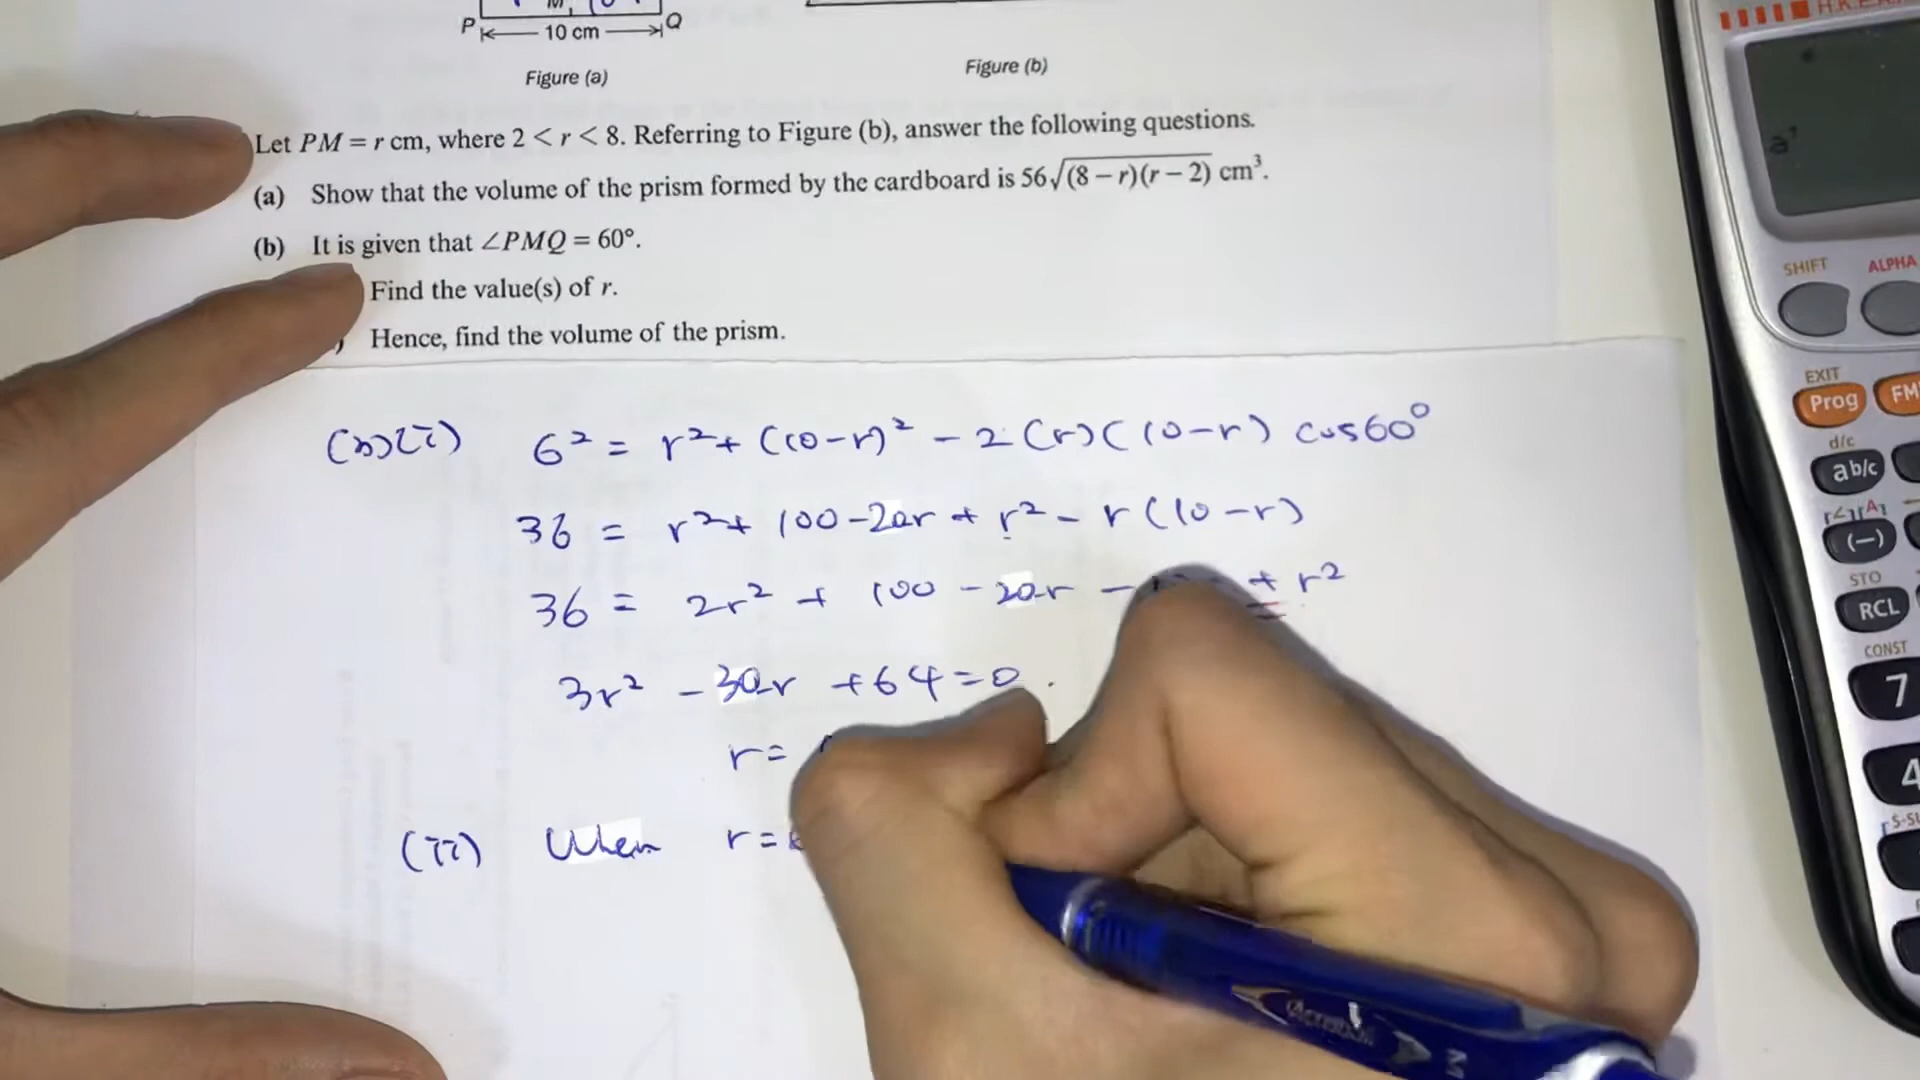 P 10 cm Q
Figure (a)
Figure (b)
Let PM = r cm, where 2 < r < 8. Referring to Figure (b), answer the following questions.
(a) Show that the volume of the prism formed by the cardboard is 56√(8 – r)(r – 2) cm³.
(b) It is given that ∠PMQ = 60°.
Find the value(s) of r.
Hence, find the volume of the prism.
6² = r² + (10-r)² - 2(r)(10-r) cos60°
36 = r² + 100 - 20r + r² - r(10-r)
36 = 2r² + 100 - 20r - + r²
3r² - 30r + 64 = 0
r =
(ii) When r =
SHIFT ALPHA
EXIT
Prog
d/c
ab/c
(–)
STO
RCL
CONST
7
4